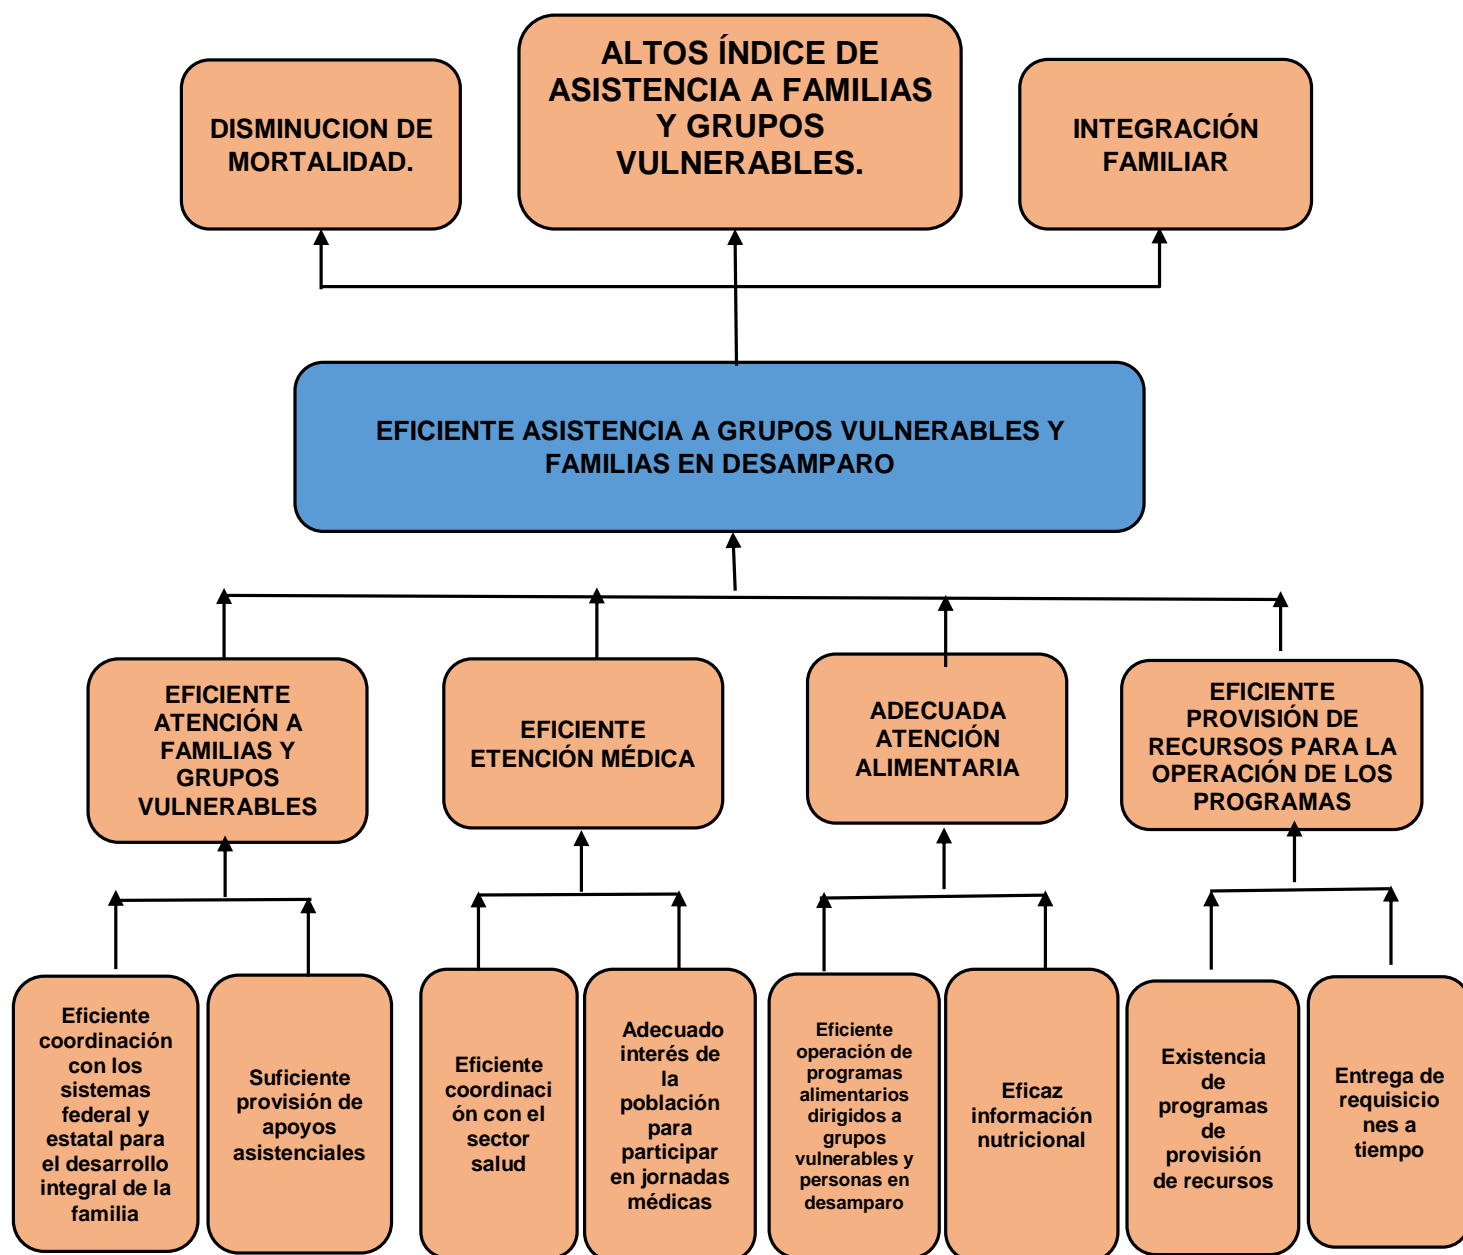 ALTOS ÍNDICE DE
ASISTENCIA A FAMILIAS
Y GRUPOS
VULNERABLES.
DISMINUCION DE
MORTALIDAD.
INTEGRACIÓN
FAMILIAR
EFICIENTE ASISTENCIA A GRUPOS VULNERABLES Y
FAMILIAS EN DESAMPARO
EFICIENTE
ATENCIÓN A
FAMILIAS Y
GRUPOS
VULNERABLES
EFICIENTE
ETENCIÓN MÉDICA
ADECUADA
ATENCIÓN
ALIMENTARIA
EFICIENTE
PROVISIÓN DE
RECURSOS PARA LA
OPERACIÓN DE LOS
PROGRAMAS
Eficiente
coordinación
con los
sistemas
federal y
estatal para
el desarrollo
integral de la
familia
Suficiente
provisión de
apoyos
asistenciales
Eficiente
coordinaci
ón con el
sector
salud
Adecuado
interés de
la
población
para
participar
en jornadas
médicas
Eficiente
operación de
programas
alimentarios
dirigidos a
grupos
vulnerables y
personas en
desamparo
Eficaz
información
nutricional
Existencia
de
programas
de
provisión
de recursos
Entrega de
requisicio
nes a
tiempo